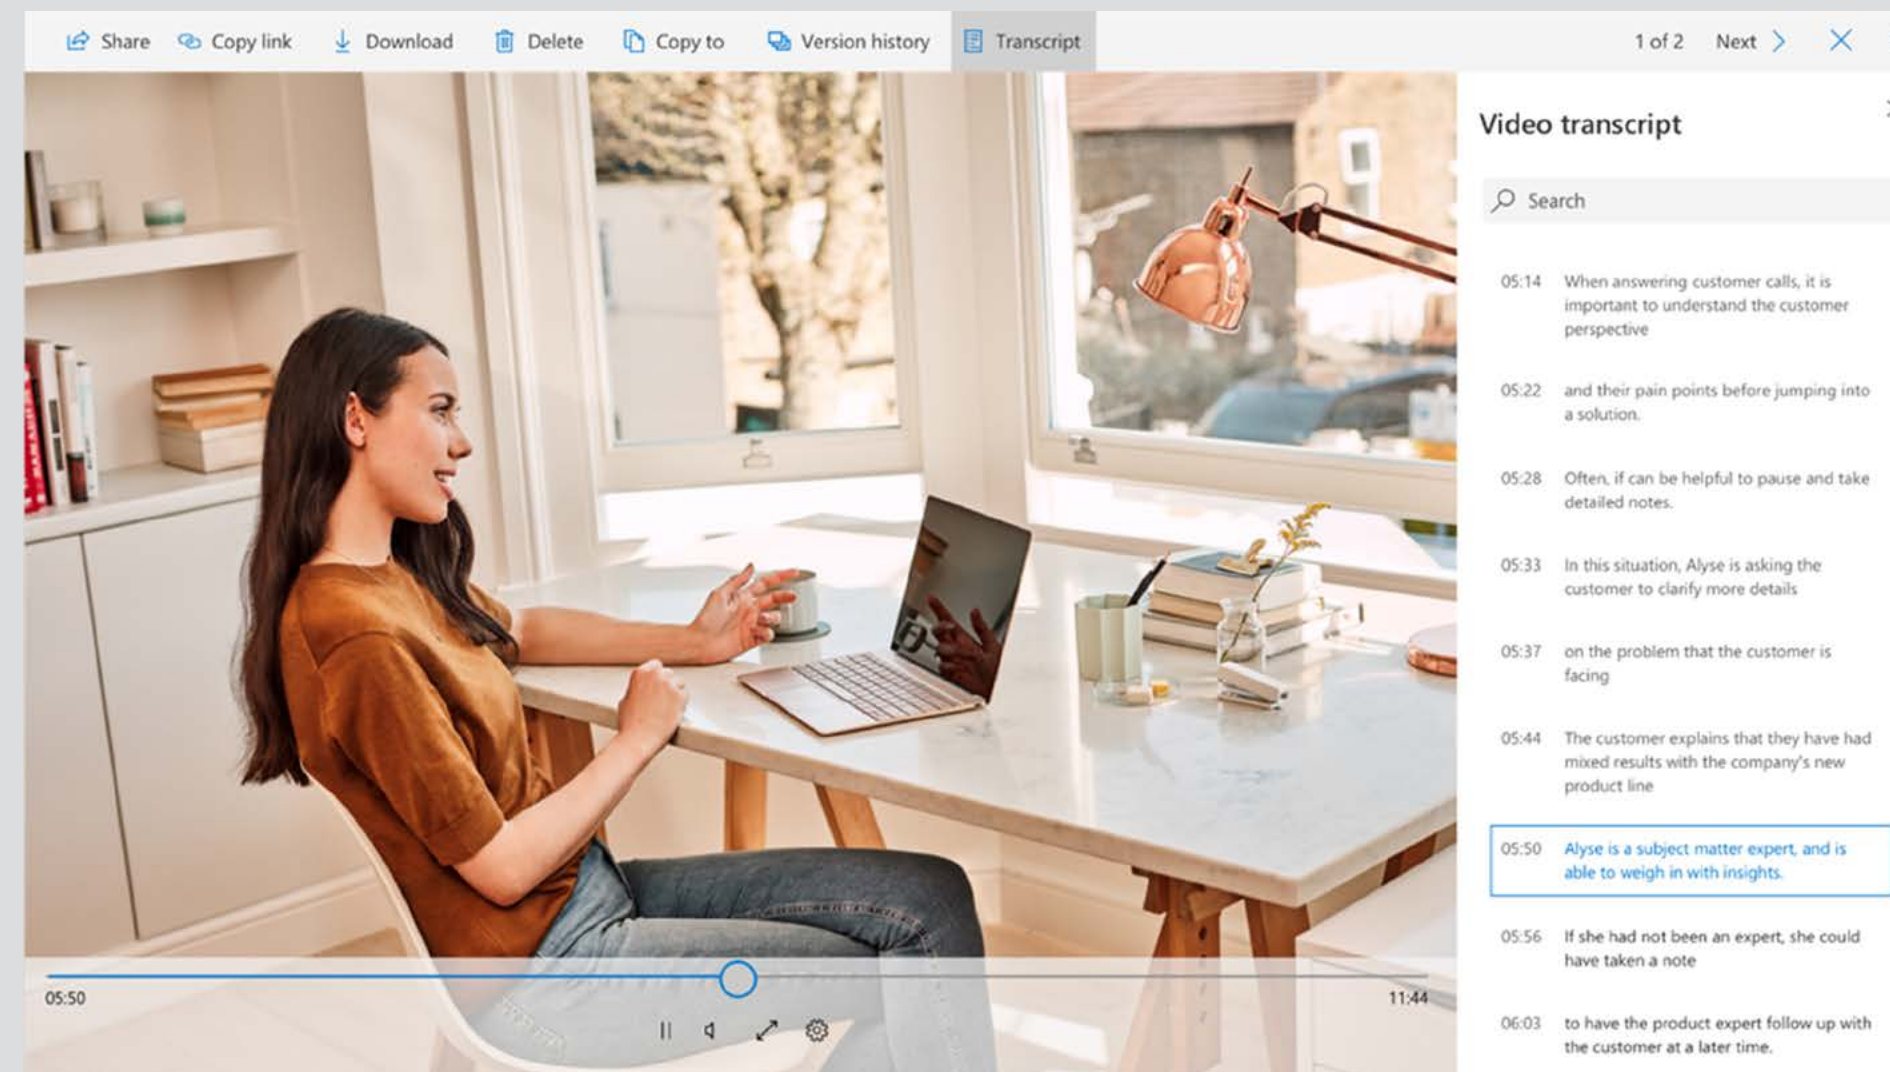 Share Copy link Download Delete Copy to Version history Transcript 1 of 2 Next
Video transcript
Search
05:14 When answering customer calls, it is
important to understand the customer
perspective
05:22 and their pain points before jumping into
a solution.
05:28 Often, if can be helpful to pause and take
detailed notes.
05:33 In this situation, Alyse is asking the
customer to clarify more details
05:37 on the problem that the customer is
facing
05:44 The customer explains that they have had
mixed results with the company's new
product line
05:50 Alyse is a subject matter expert, and is
able to weigh in with insights.
05:56 If she had not been an expert, she could
have taken a note
06:03 to have the product expert follow up with
the customer at a later time.
05:50
11:44